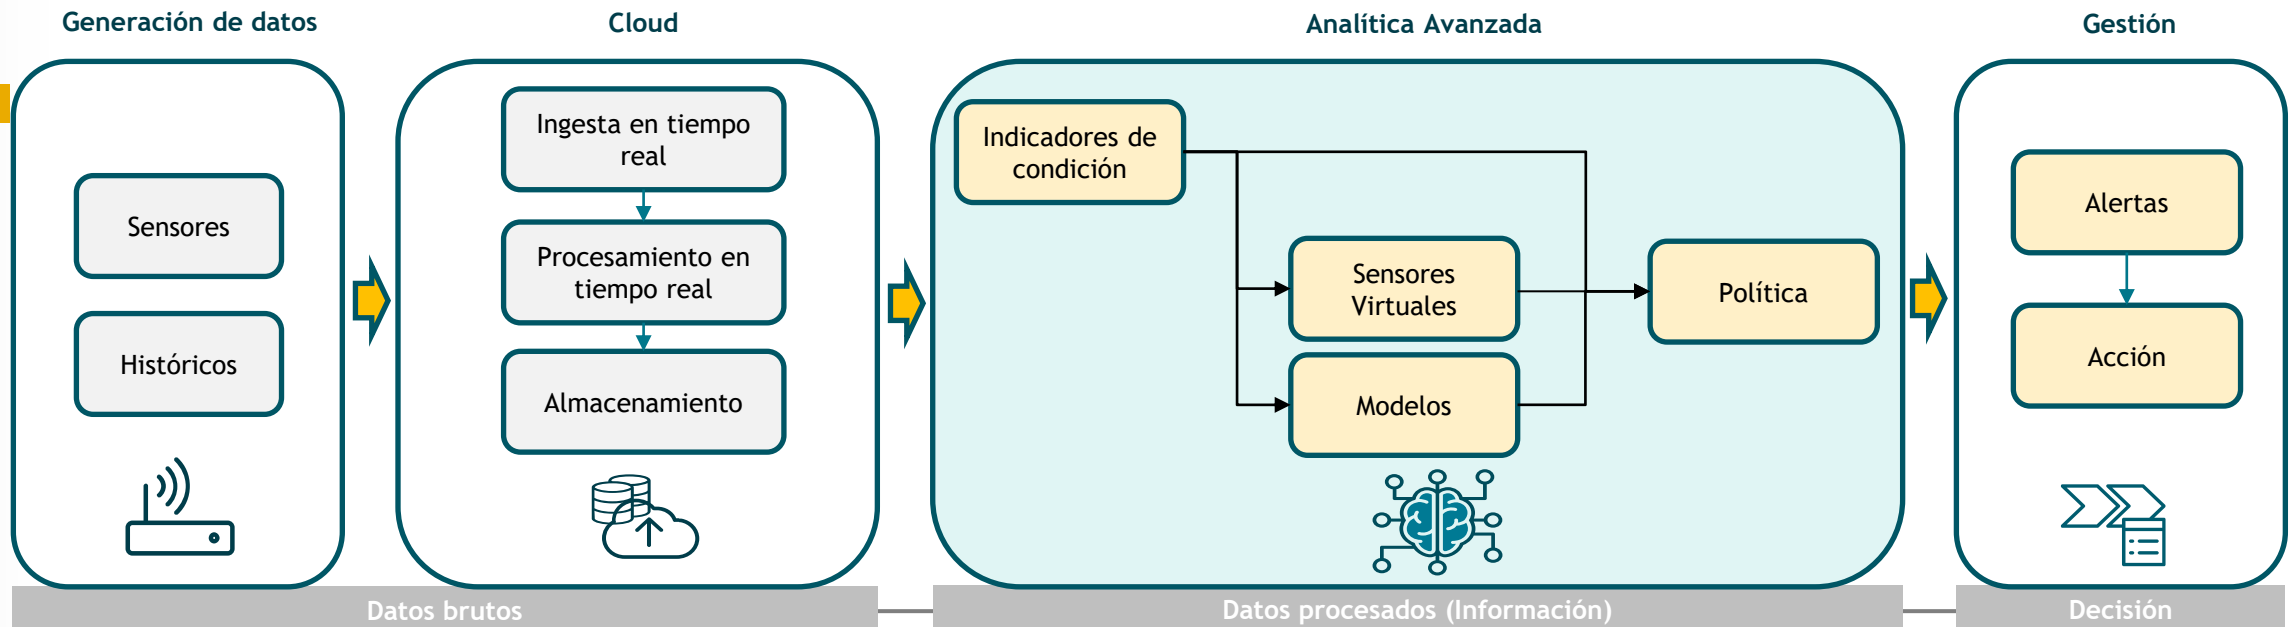 Generación de datos
Cloud
Analítica Avanzada
Gestión
Sensores
Históricos
Ingesta en tiempo
real
Procesamiento en
tiempo real
Almacenamiento
Indicadores de
condición
Sensores
Virtuales
Modelos
Política
Alertas
Acción
Datos brutos
Datos procesados (Información)
Decisión